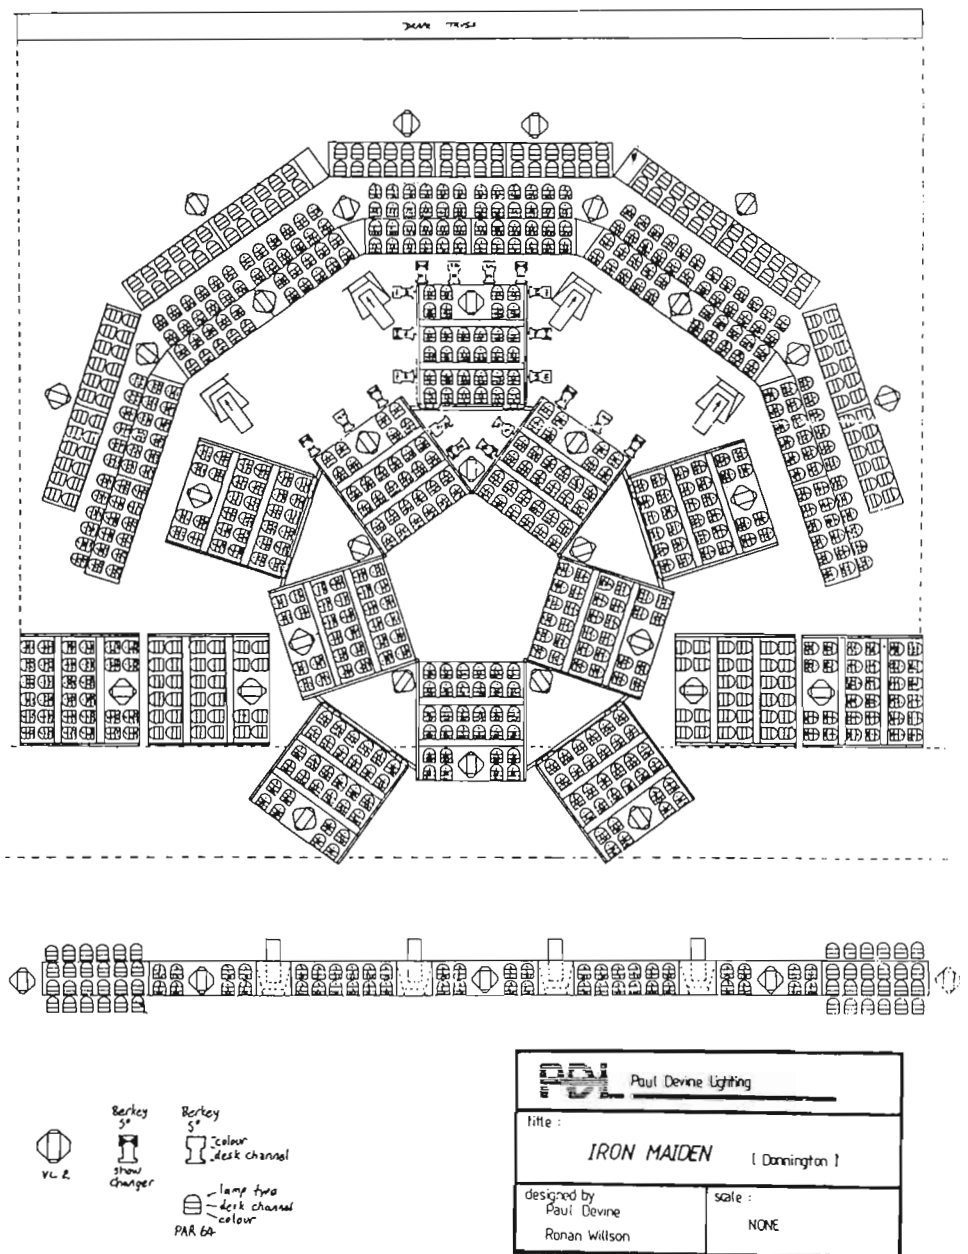 PDL Paul Devine Lighting
title :
IRON MAIDEN [ Donnington ]
designed by
Paul Devine
Ronan Willson
scale :
NONE
VL 2
Berkey
5°
show
changer
Berkey
5°
colour
desk channel
lamp type
desk channel
colour
PAR 64